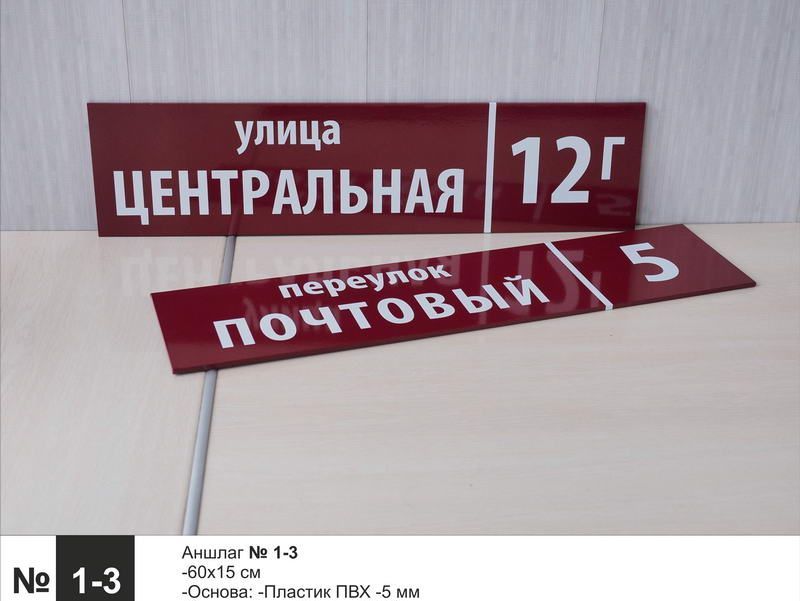 улица
ЦЕНТРАЛЬНАЯ
12г
переулок
ПОЧТОВЫЙ
5
№ 1-3
Аншлаг № 1-3
-60х15 см
-Основа: -Пластик ПВХ -5 мм